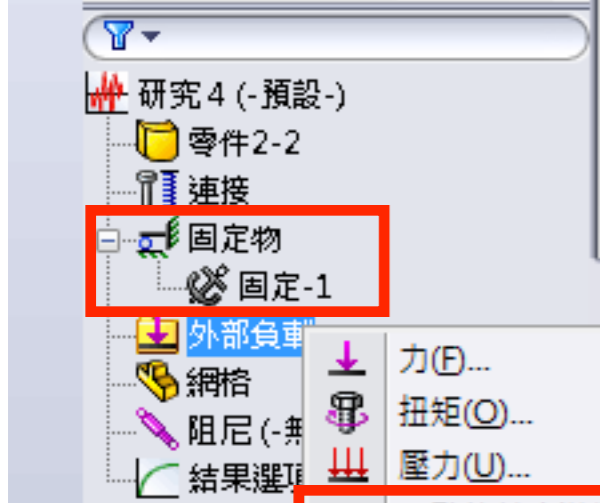 研究 4 (-預設-)
零件2-2
連接
固定物
固定-1
外部負載
力(F)...
網格
扭矩(O)...
阻尼 (-無
壓力(U)...
結果選項